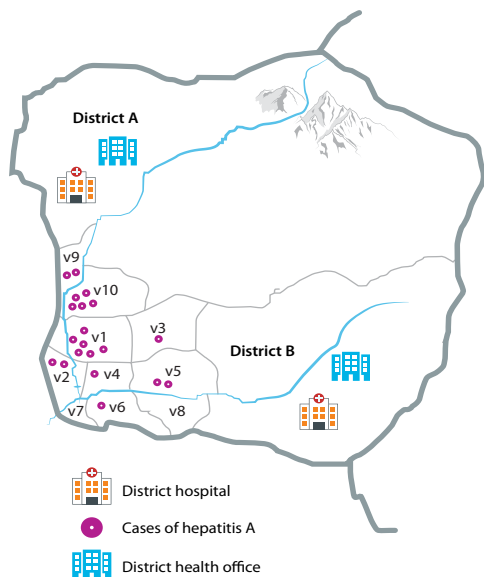 District A
v9
v10
v1
v3
District B
v2
v4
v5
v7
v6
v8
District hospital
Cases of hepatitis A
District health office